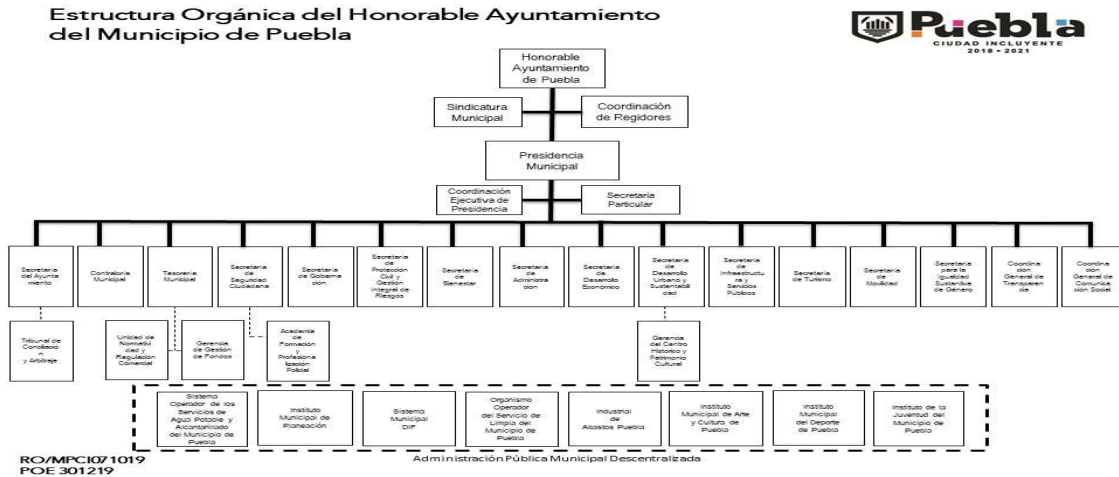 Estructura Orgánica del Honorable Ayuntamiento
del Municipio de Puebla
Puebla
CIUDAD INCLUYENTE
2018 • 2021
Honorable
Ayuntamiento
de Puebla
Sindicatura
Municipal
Coordinación
de Regidores
Presidencia
Municipal
Coordinación
Ejecutiva de
Presidencia
Secretaría
Particular
Secretaría
del Ayunta
miento
Contraloría
Municipal
Tesorería
Municipal
Secretaría
de
Seguridad
Ciudadana
Secretaría
de Goberna
ción
Secretaría
de
Protección
Civil y
Gestión
Integral de
Riesgos
Secretaría
de
Bienestar
Secretaría
de
Administra
ción
Secretaría
de
Desarrollo
Económico
Secretaría
de
Desarrollo
Urbano y
Sustentabili
dad
Secretaría
de
Infraestructu
ra y
Servicios
Públicos
Secretaría
de Turismo
Secretaría
de
Movilidad
Secretaría
para la
Igualdad
Sustantiva
de Género
Coordina
ción
General de
Transparen
cia
Coordina
ción
General de
Comunica
ción Social
Tribunal de
Conciliacio
n
y Arbitraje
Unidad de
Normativi
dad y
Regulación
Comercial
Gerencia
de Gestión
de Fondos
Academia
de
Formación
y
Profesiona
lización
Policial
Gerencia
del Centro
Histórico y
Patrimonio
Cultural
Sistema
Operador de los
Servicios de
Agua Potable y
Alcantarillado
del Municipio de
Puebla
Instituto
Municipal de
Planeación
Sistema
Municipal
DIF
Organismo
Operador
del Servicio de
Limpia del
Municipio de
Puebla
Industrial
de
Abastos Puebla
Instituto
Municipal de Arte
y Cultura de
Puebla
Instituto
Municipal
del Deporte
de Puebla
Instituto de la
Juventud del
Municipio de
Puebla
Administración Pública Municipal Descentralizada
RO/MPCI071019
POE 301219